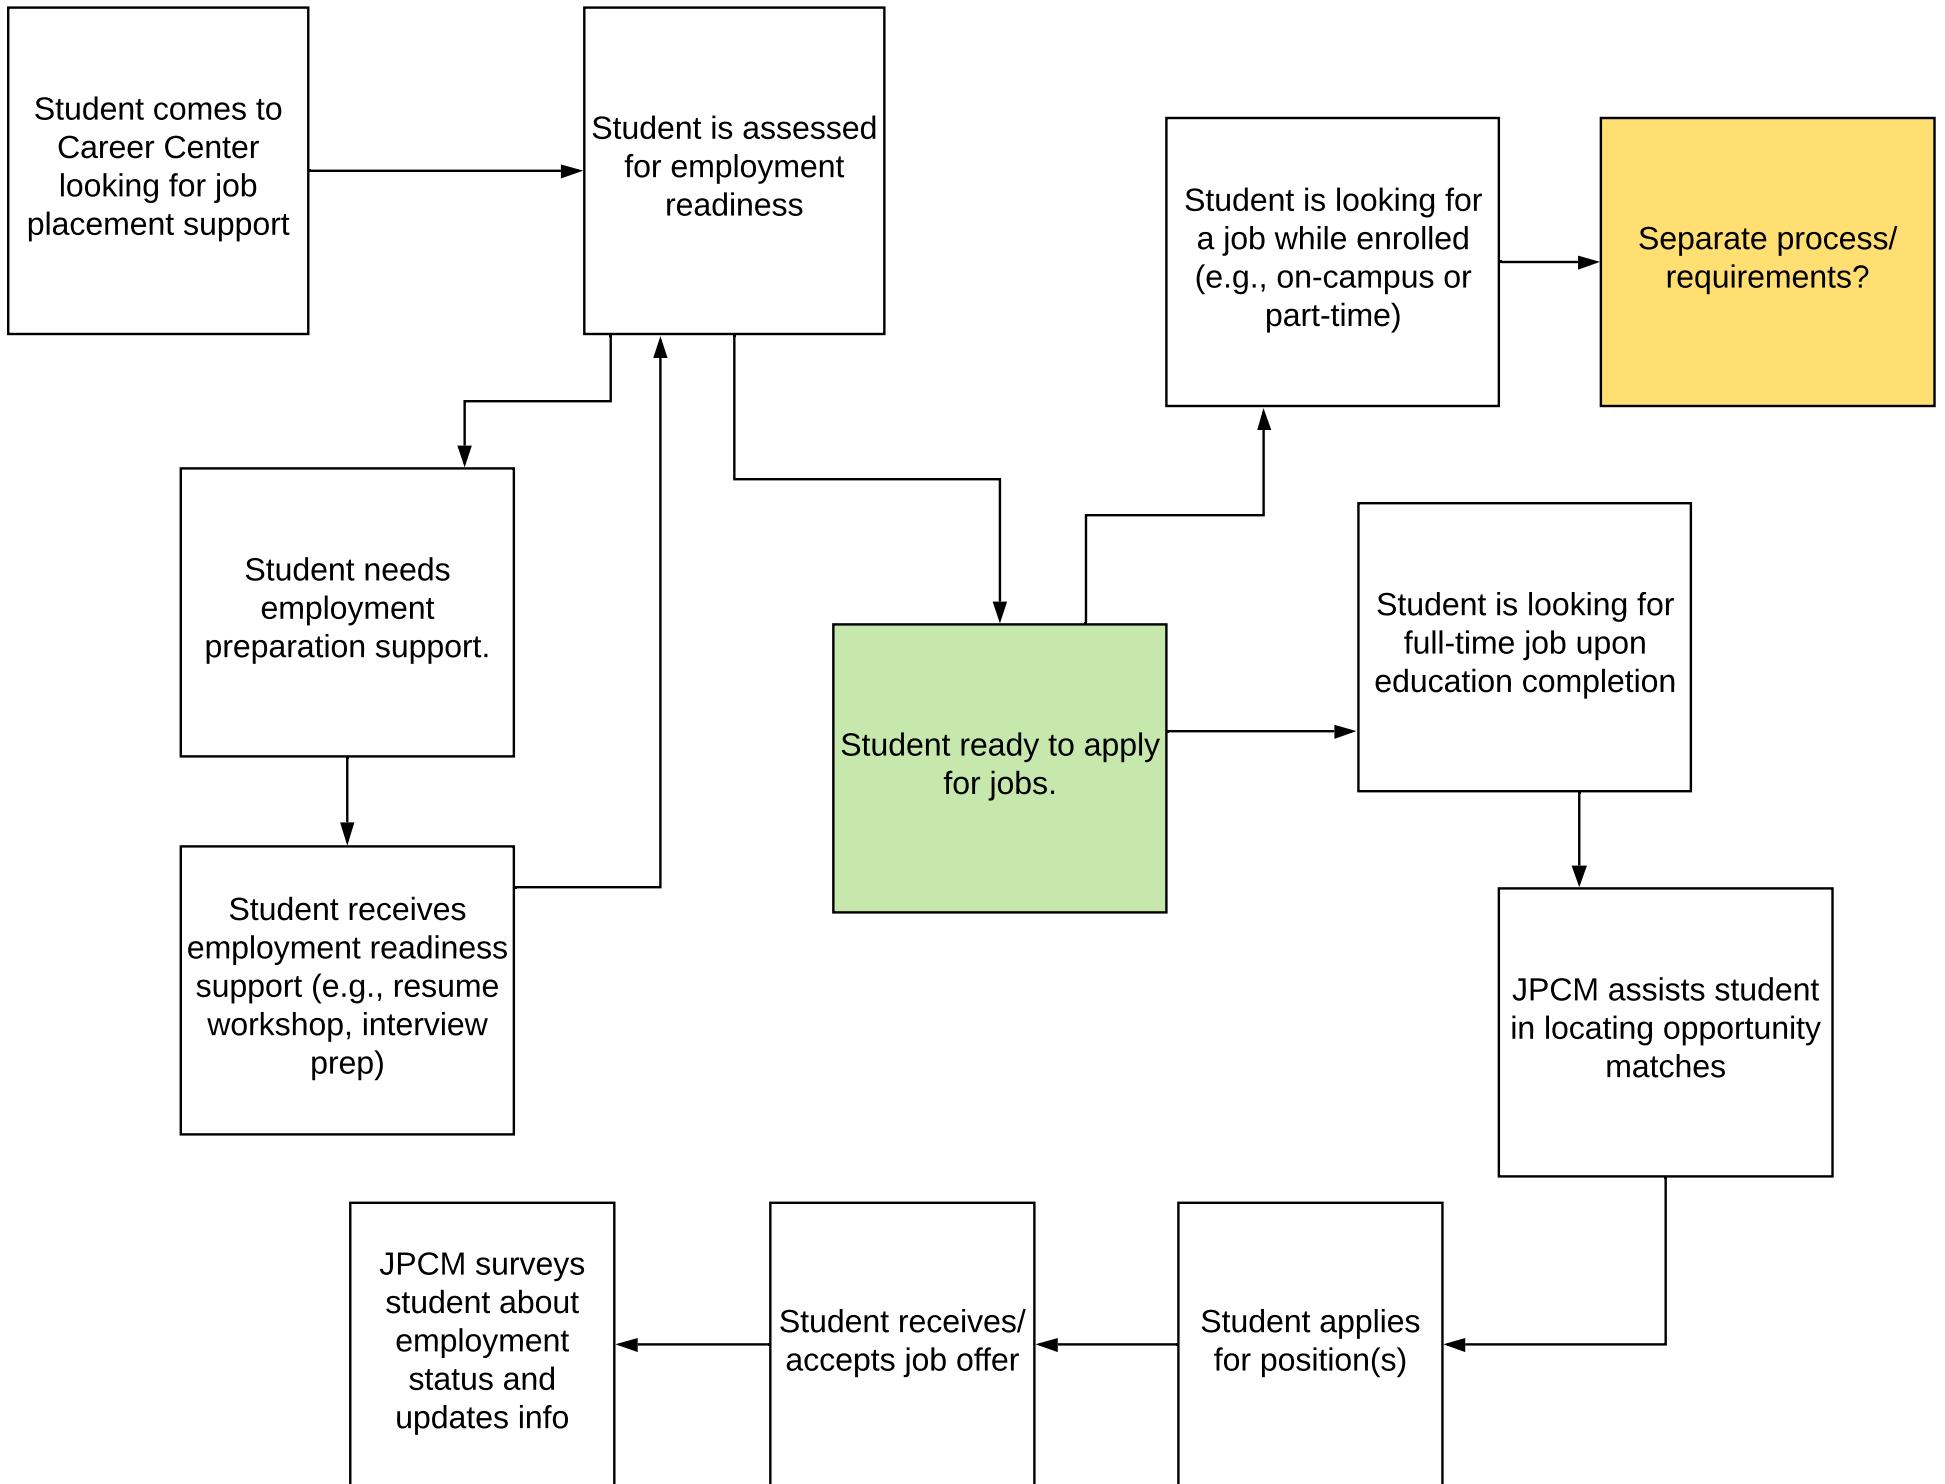 Student comes to
Career Center
looking for job
placement support
Student is assessed
for employment
readiness
Student is looking for
a job while enrolled
(e.g., on-campus or
part-time)
Separate process/
requirements?
Student needs
employment
preparation support.
Student ready to apply
for jobs.
Student is looking for
full-time job upon
education completion
Student receives
employment readiness
support (e.g., resume
workshop, interview
prep)
JPCM assists student
in locating opportunity
matches
JPCM surveys
student about
employment
status and
updates info
Student receives/
accepts job offer
Student applies
for position(s)